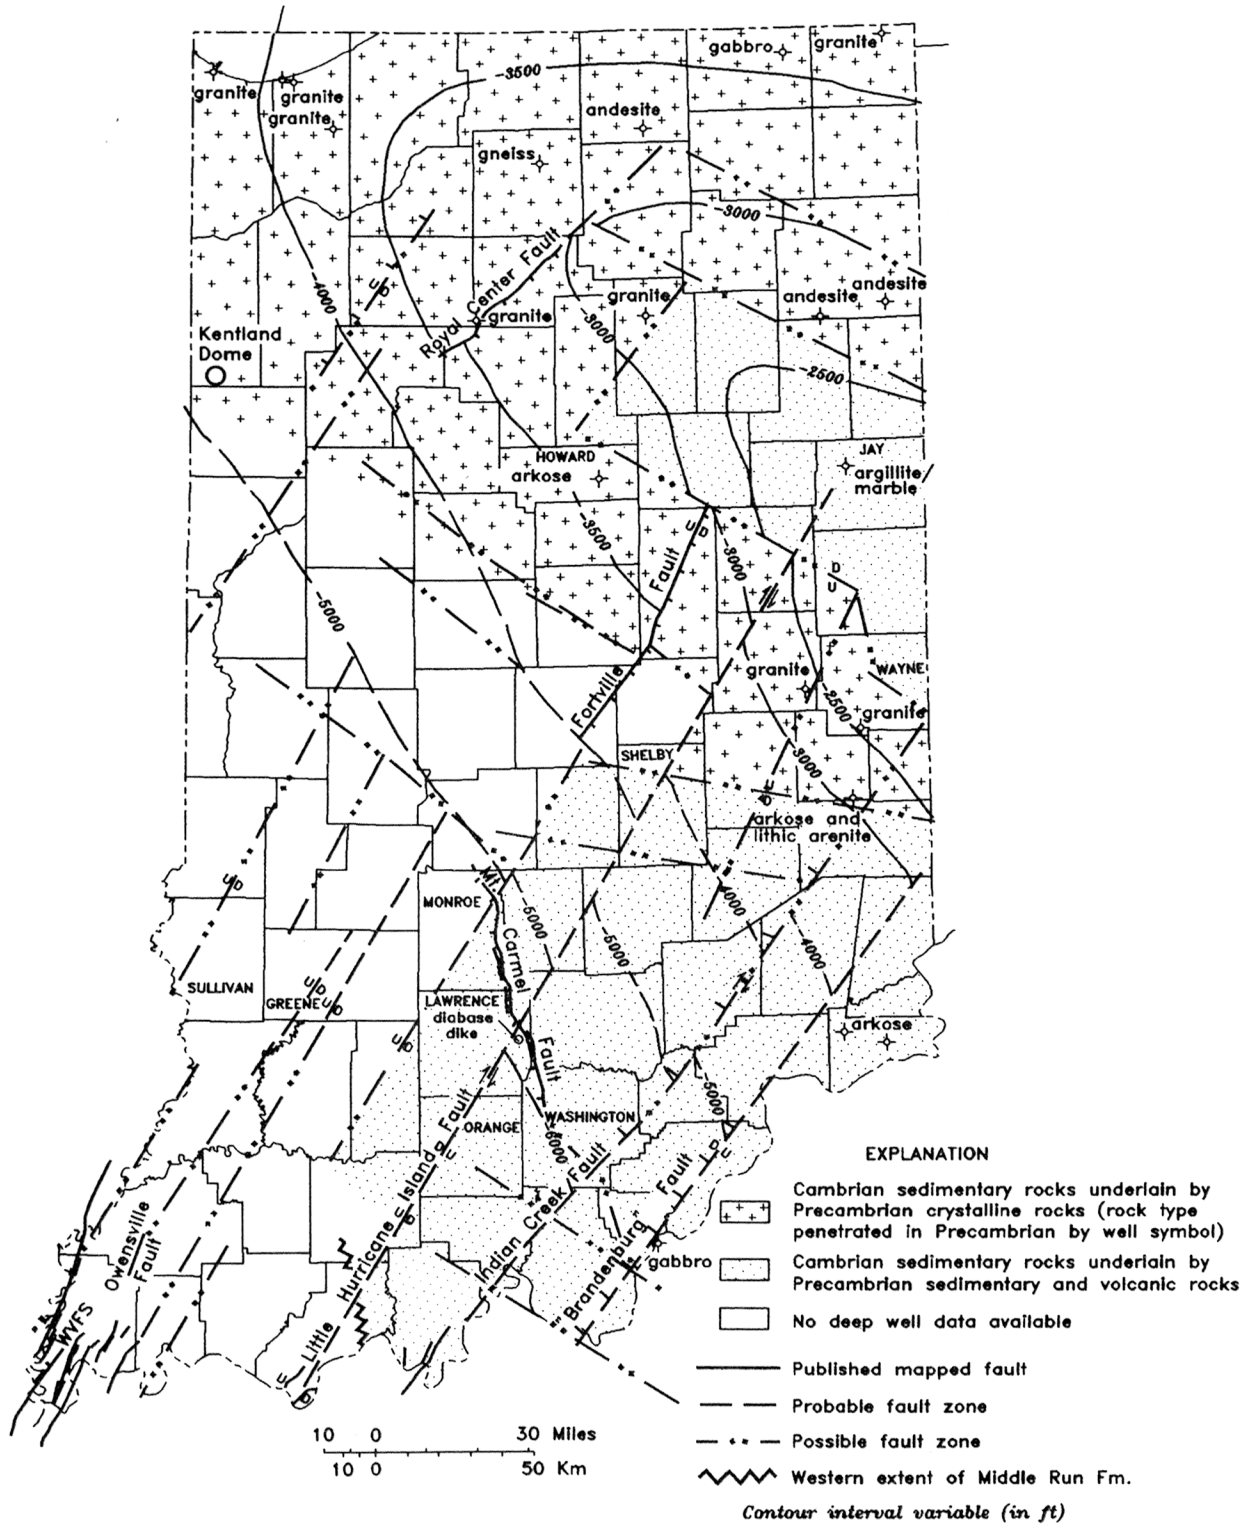 gabbro
granite
-3500
granite
granite
granite
andesite
gneiss
-3000
Royal Center Fault
U/D
-4000
granite
granite
-3000
andesite
andesite
Kentland
Dome
-2500
HOWARD
arkose
JAY
argillite
marble
-3500
U/D
Fault
-3000
D
U
-5000
granite
WAYNE
Fortville
-2500
granite
SHELBY
-3000
U
D
arkose and
lithic arenite
U/D
Mt.
Carmel
Fault
MONROE
-5000
-5000
-4000
-4000
SULLIVAN
GREENE
U/D
U/D
LAWRENCE
diabase
dike
U/D
arkose
-5000
ORANGE
WASHINGTON
-6000
Owensville
Fault
WVFS
Little Hurricane Island Fault
D
U
U
D
U
D
Indian Creek Fault
"Brandenburg" Fault
D
U
gabbro
EXPLANATION
Cambrian sedimentary rocks underlain by
Precambrian crystalline rocks (rock type
penetrated in Precambrian by well symbol)
Cambrian sedimentary rocks underlain by
Precambrian sedimentary and volcanic rocks
No deep well data available
Published mapped fault
Probable fault zone
Possible fault zone
Western extent of Middle Run Fm.
Contour interval variable (in ft)
10 0 30 Miles
10 0 50 Km